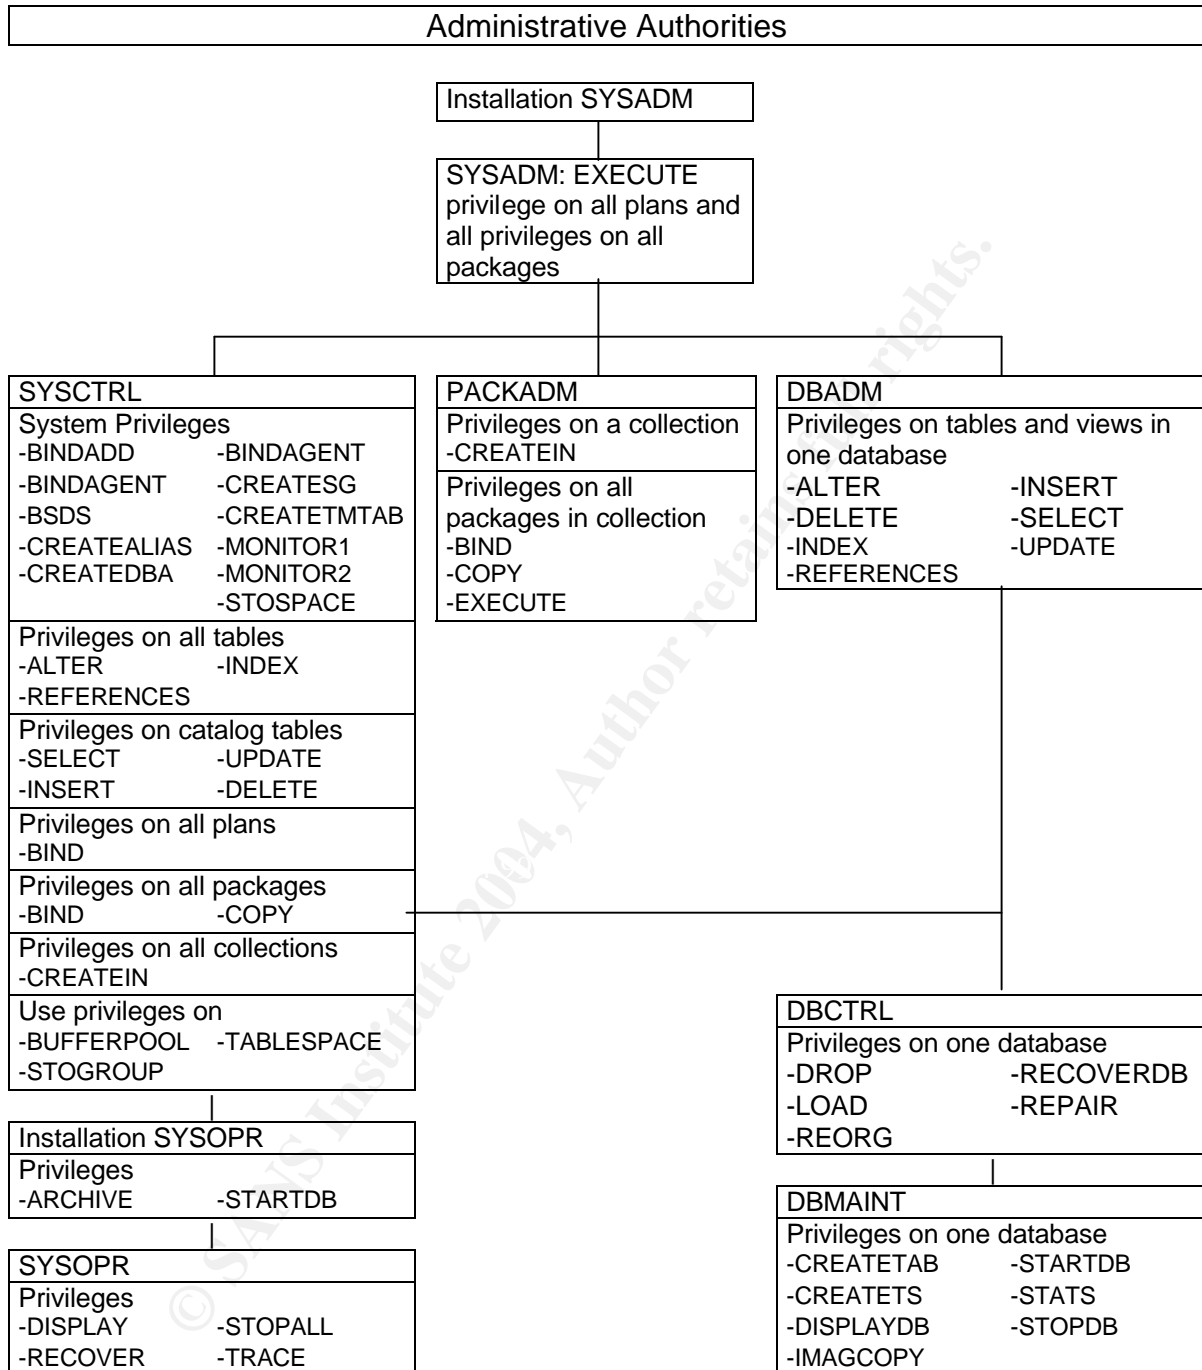 Administrative Authorities
Installation SYSADM
SYSADM: EXECUTE
privilege on all plans and
all privileges on all
packages
SYSCTRL
System Privileges
-BINDADD -BINDAGENT
-BINDAGENT -CREATESG
-BSDS -CREATETMTAB
-CREATEALIAS -MONITOR1
-CREATEDBA -MONITOR2
-STOSPACE
Privileges on all tables
-ALTER -INDEX
-REFERENCES
Privileges on catalog tables
-SELECT -UPDATE
-INSERT -DELETE
Privileges on all plans
-BIND
Privileges on all packages
-BIND -COPY
Privileges on all collections
-CREATEIN
Use privileges on
-BUFFERPOOL -TABLESPACE
-STOGROUP
Installation SYSOPR
Privileges
-ARCHIVE -STARTDB
SYSOPR
Privileges
-DISPLAY -STOPALL
-RECOVER -TRACE
PACKADM
Privileges on a collection
-CREATEIN
Privileges on all
packages in collection
-BIND
-COPY
-EXECUTE
DBADM
Privileges on tables and views in
one database
-ALTER -INSERT
-DELETE -SELECT
-INDEX -UPDATE
-REFERENCES
DBCTRL
Privileges on one database
-DROP -RECOVERDB
-LOAD -REPAIR
-REORG
DBMAINT
Privileges on one database
-CREATETAB -STARTDB
-CREATETS -STATS
-DISPLAYDB -STOPDB
-IMAGCOPY
© SANS Institute 2004, Author retains full rights.